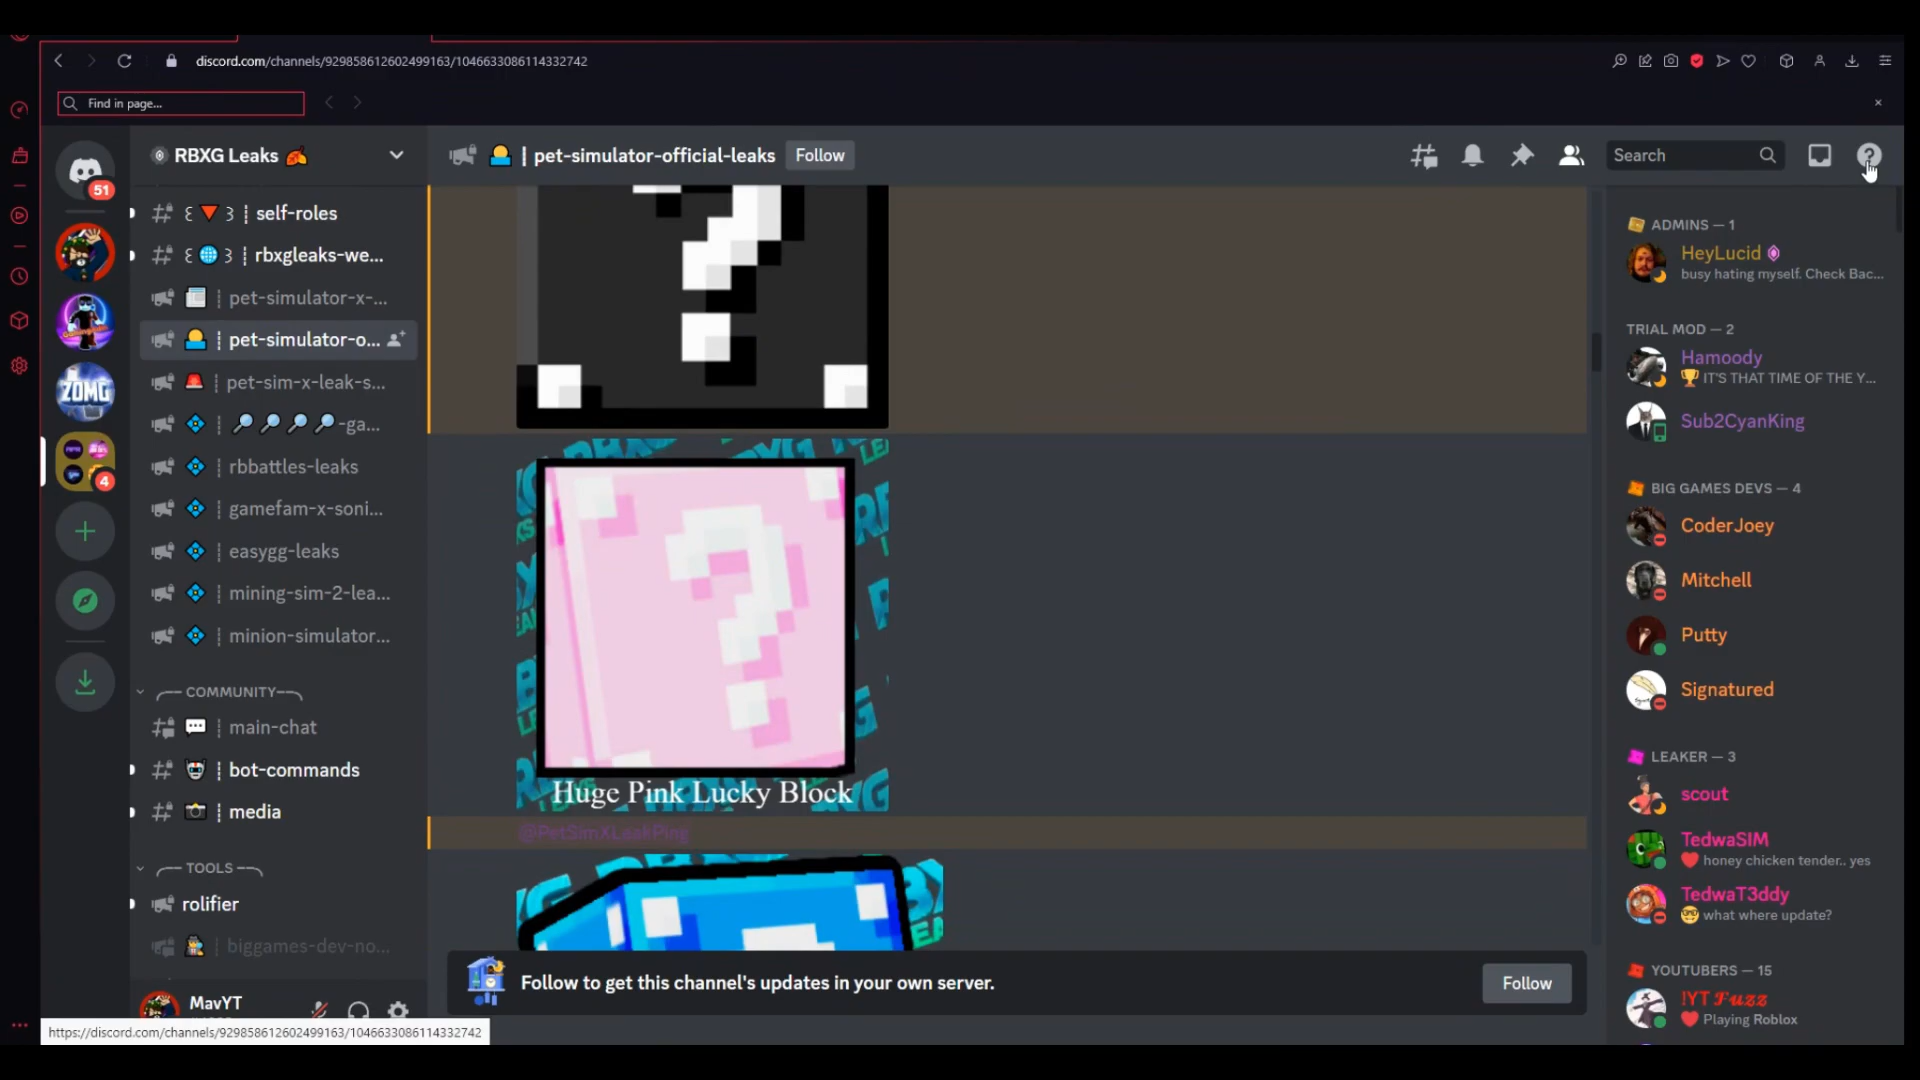 discord.com/channels/929858612602499163/1046633086114332742
Find in page...
51
ZOMG
4
RBXG Leaks
self-roles
rbxgleaks-we...
pet-simulator-x-...
pet-simulator-o...
pet-sim-x-leak-s...
-ga...
rbbattles-leaks
gamefam-x-soni...
easygg-leaks
mining-sim-2-lea...
minion-simulator...
COMMUNITY
main-chat
bot-commands
media
TOOLS
rolifier
biggames-dev-no...
MavYT
https://discord.com/channels/929858612602499163/1046633086114332742
pet-simulator-official-leaks
Follow
Search
Huge Pink Lucky Block
@PetSimXLeakPing
Follow to get this channel's updates in your own server.
Follow
ADMINS — 1
HeyLucid
busy hating myself. Check Bac...
TRIAL MOD — 2
Hamoody
IT'S THAT TIME OF THE Y...
Sub2CyanKing
BIG GAMES DEVS — 4
CoderJoey
Mitchell
Putty
Signatured
LEAKER — 3
scout
TedwaSIM
honey chicken tender.. yes
TedwaT3ddy
what where update?
YOUTUBERS — 15
!YT Fuzz
Playing Roblox